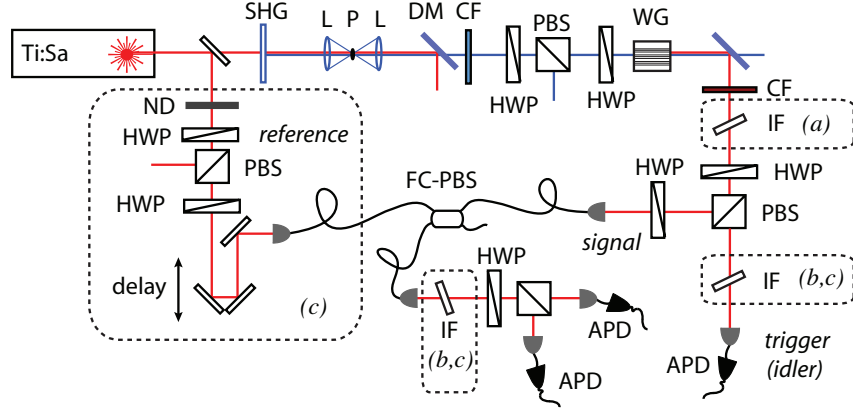 SHG L P L DM CF PBS WG
Ti:Sa
HWP HWP
ND CF
IF (a)
HWP reference
HWP HWP
PBS FC-PBS
HWP PBS
signal
HWP
delay IF (b,c)
(c) IF
(b,c) APD
trigger
(idler)
APD APD